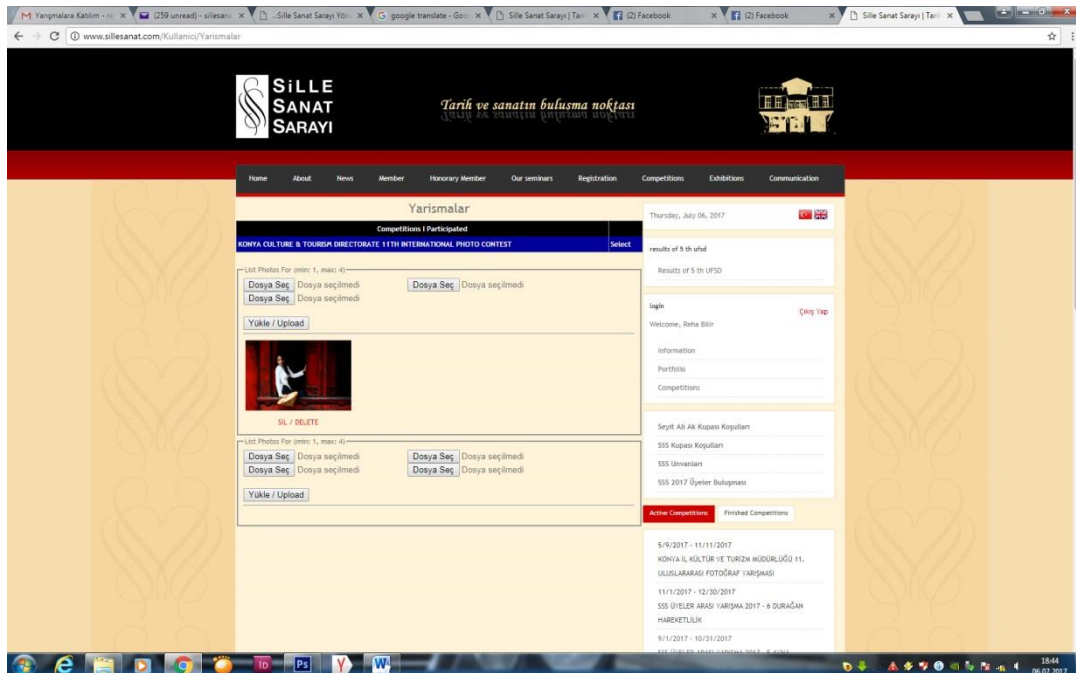 Yarışmalara Katılım - re
(259 unread) - sillesana
..:Sille Sanat Sarayı Yön
google translate - Goo
Sille Sanat Sarayı | Tari
(2) Facebook
(2) Facebook
Sille Sanat Sarayı | Tari
www.sillesanat.com/Kullanici/Yarismalar
SiLLE
SANAT
SARAYI
Tarih ve sanatın buluşma noktası
Home About News Member Honorary Member Our seminars Registration Competitions Exhibitions Communication
Yarismalar
Competitions I Participated
KONYA CULTURE & TOURISM DIRECTORATE 11TH INTERNATIONAL PHOTO CONTEST Select
List Photos For (min: 1, max: 4)
Dosya Seç Dosya seçilmedi Dosya Seç Dosya seçilmedi
Dosya Seç Dosya seçilmedi
Yükle / Upload
SİL / DELETE
List Photos For (min: 1, max: 4)
Dosya Seç Dosya seçilmedi Dosya Seç Dosya seçilmedi
Dosya Seç Dosya seçilmedi Dosya Seç Dosya seçilmedi
Yükle / Upload
Thursday, July 06, 2017
results of 5 th ufsd
Results of 5 th UFSD
login
Çıkış Yap
Welcome, Reha Bilir
Information
Portfolio
Competitions
Seyit Ali Ak Kupası Koşulları
SSS Kupası Koşulları
SSS Unvanları
SSS 2017 Üyeler Buluşması
Active Competitions Finished Competitions
5/9/2017 - 11/11/2017
KONYA İL KÜLTÜR VE TURİZM MÜDÜRLÜĞÜ 11.
ULUSLARARASI FOTOĞRAF YARIŞMASI
11/1/2017 - 12/30/2017
SSS ÜYELER ARASI YARIŞMA 2017 - 6 DURAĞAN
HAREKETLİLİK
9/1/2017 - 10/31/2017
18:44
06.07.2017